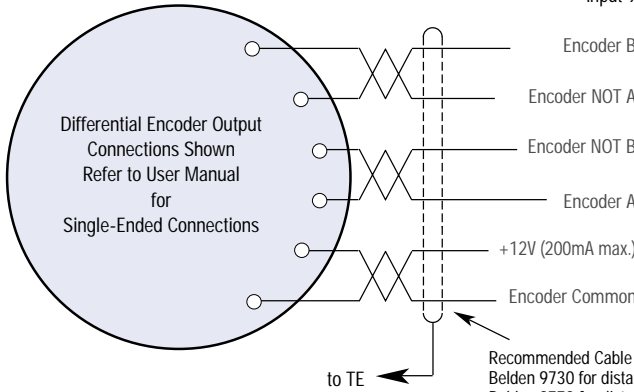 Input
Encoder B
Encoder NOT A
Differential Encoder Output
Connections Shown
Refer to User Manual
for
Single-Ended Connections
Encoder NOT B
Encoder A
+12V (200mA max.)
Encoder Common
Recommended Cable
Belden 9730 for
to TE